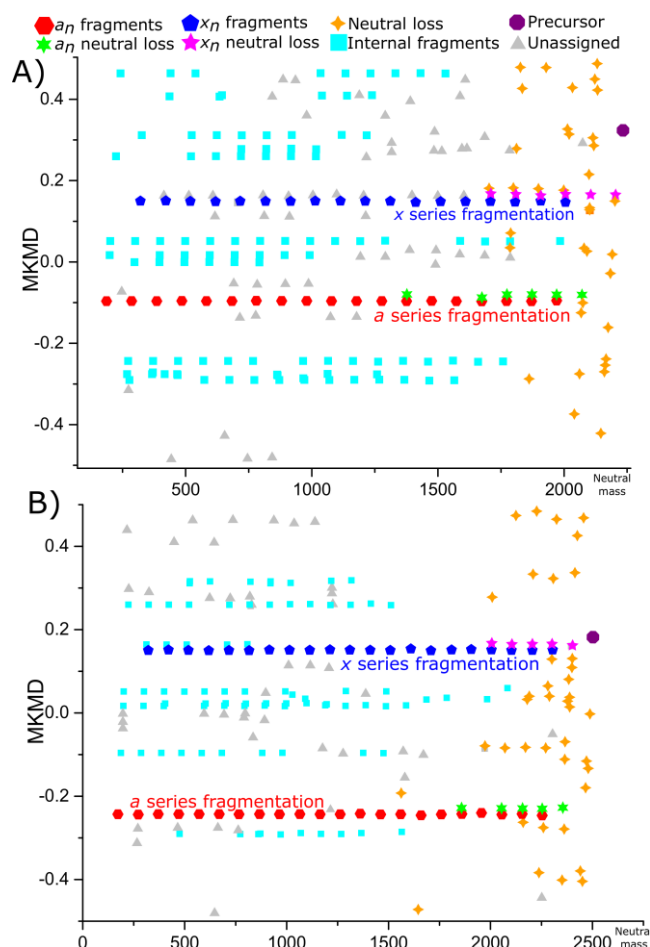 aₙ fragments xₙ fragments Neutral loss Precursor
aₙ neutral loss xₙ neutral loss Internal fragments Unassigned
A)
0.4
0.2
0.0
-0.2
-0.4
MKMD
x series fragmentation
a series fragmentation
500 1000 1500 2000 Neutral
mass
B)
0.4
0.2
0.0
-0.2
-0.4
MKMD
x series fragmentation
a series fragmentation
0 500 1000 1500 2000 2500 Neutral
mass